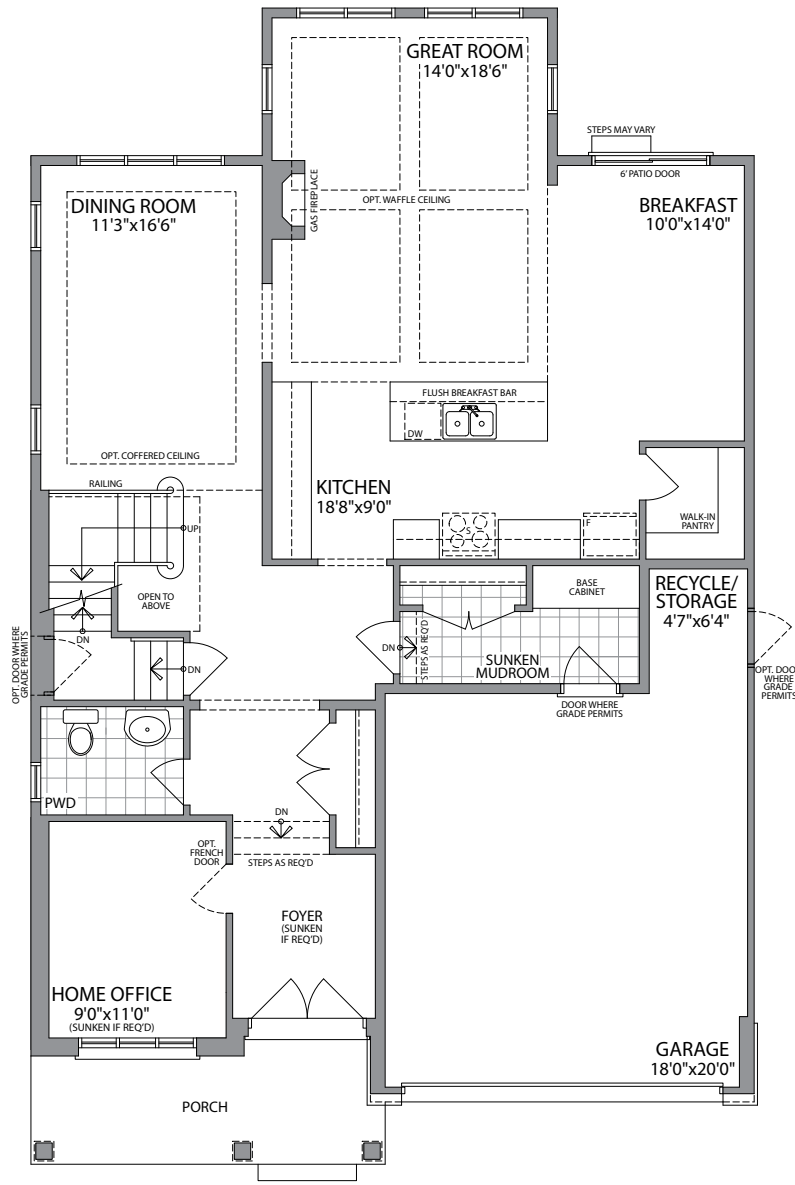 GREAT ROOM
14'0"x18'6"
STEPS MAY VARY
6' PATIO DOOR
DINING ROOM
11'3"x16'6"
GAS FIREPLACE
OPT. WAFFLE CEILING
BREAKFAST
10'0"x14'0"
FLUSH BREAKFAST BAR
DW
OPT. COFFERED CEILING
RAILING
KITCHEN
18'8"x9'0"
UP
S
F
WALK-IN
PANTRY
OPEN TO
ABOVE
BASE
CABINET
RECYCLE/
STORAGE
4'7"x6'4"
DN
OPT. DOOR WHERE
GRADE PERMITS
DN
DN
STEPS AS REQ'D
SUNKEN
MUDROOM
OPT. DOO
WHERE
GRADE
PERMITS
DOOR WHERE
GRADE PERMITS
PWD
DN
OPT.
FRENCH
DOOR
STEPS AS REQ'D
FOYER
(SUNKEN
IF REQ'D)
HOME OFFICE
9'0"x11'0"
(SUNKEN IF REQ'D)
GARAGE
18'0"x20'0"
PORCH